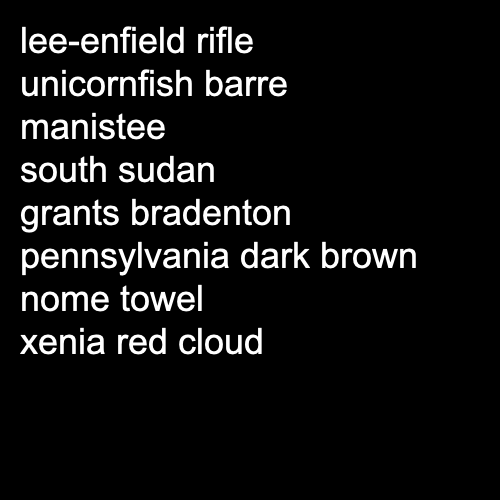 lee-enfield rifle
unicornfish barre
manistee
south sudan
grants bradenton
pennsylvania dark brown
nome towel
xenia red cloud